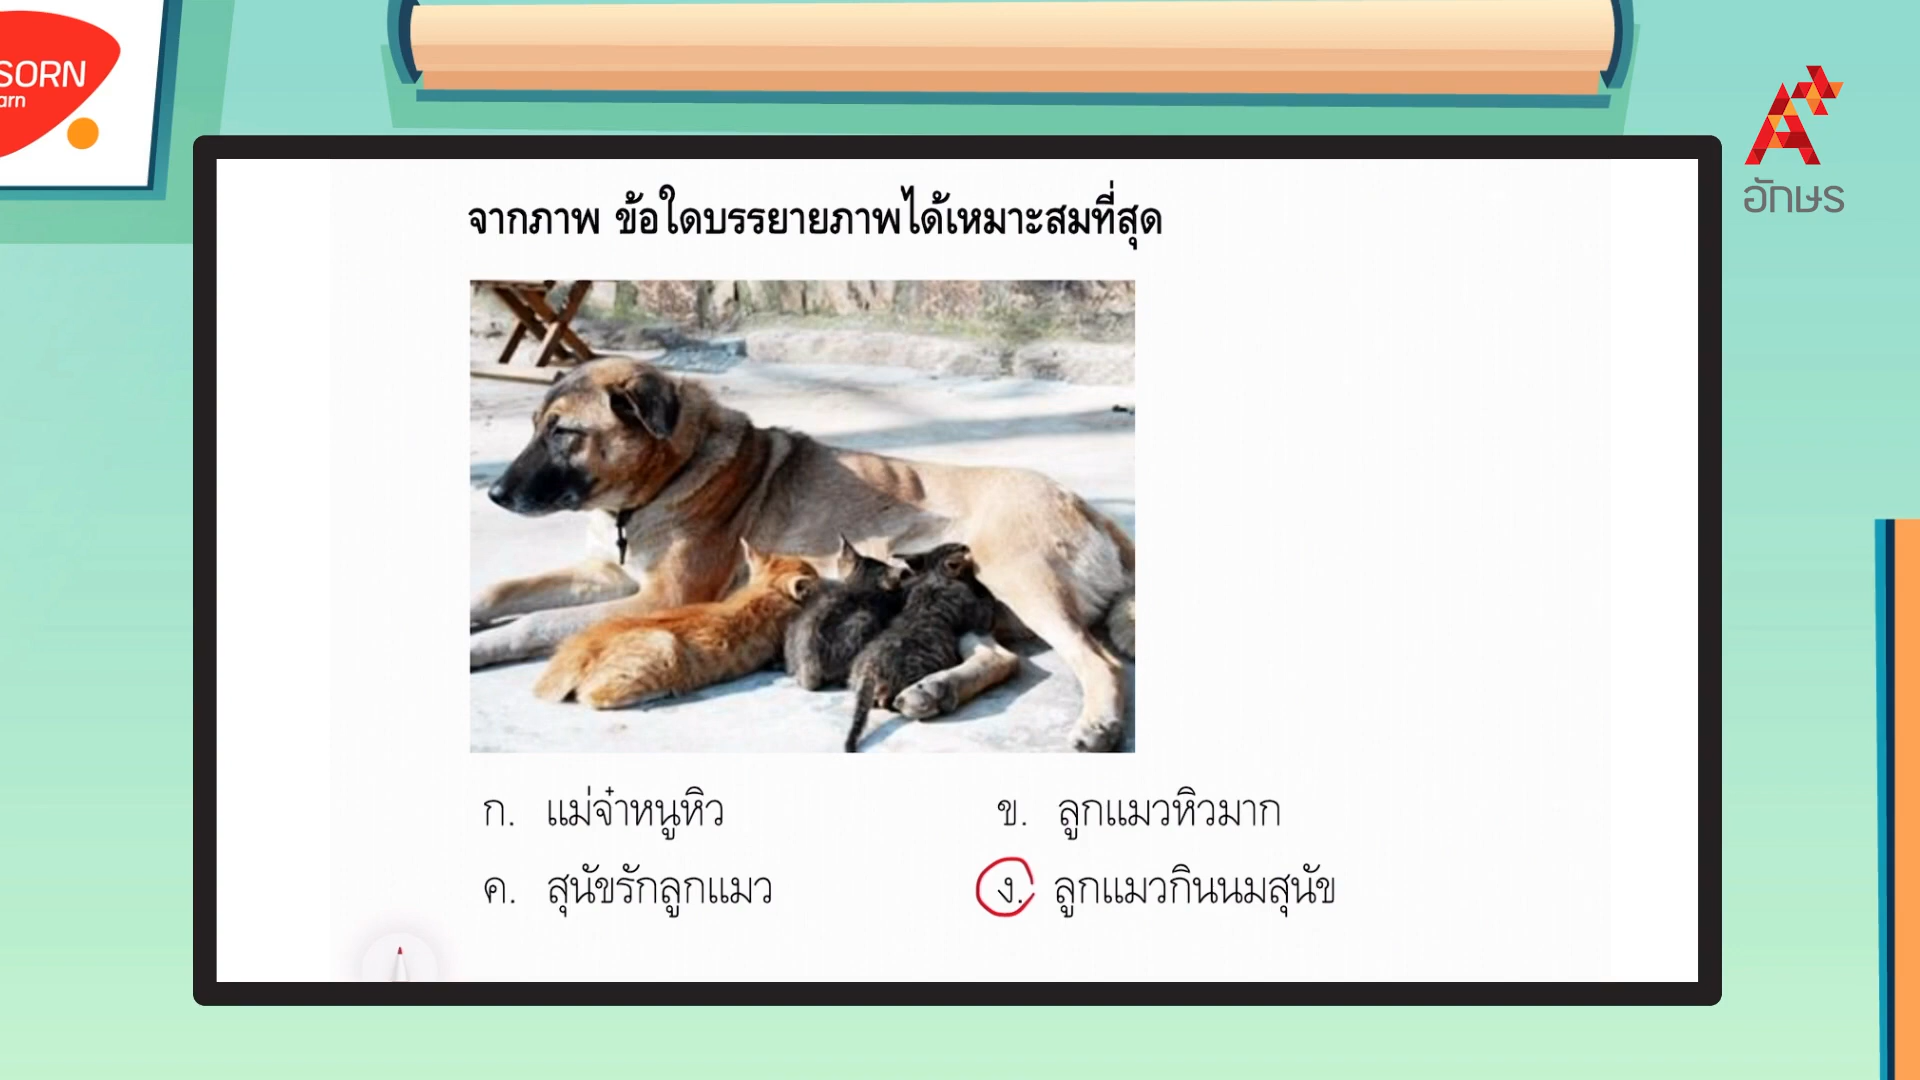 SORN
arn
อักษร
จากภาพ ข้อใดบรรยายภาพได้เหมาะสมที่สุด
ก. แม่จ๋าหนูหิว
ข. ลูกแมวหิวมาก
ค. สุนัขรักลูกแมว
ง. ลูกแมวกินนมสุนัข